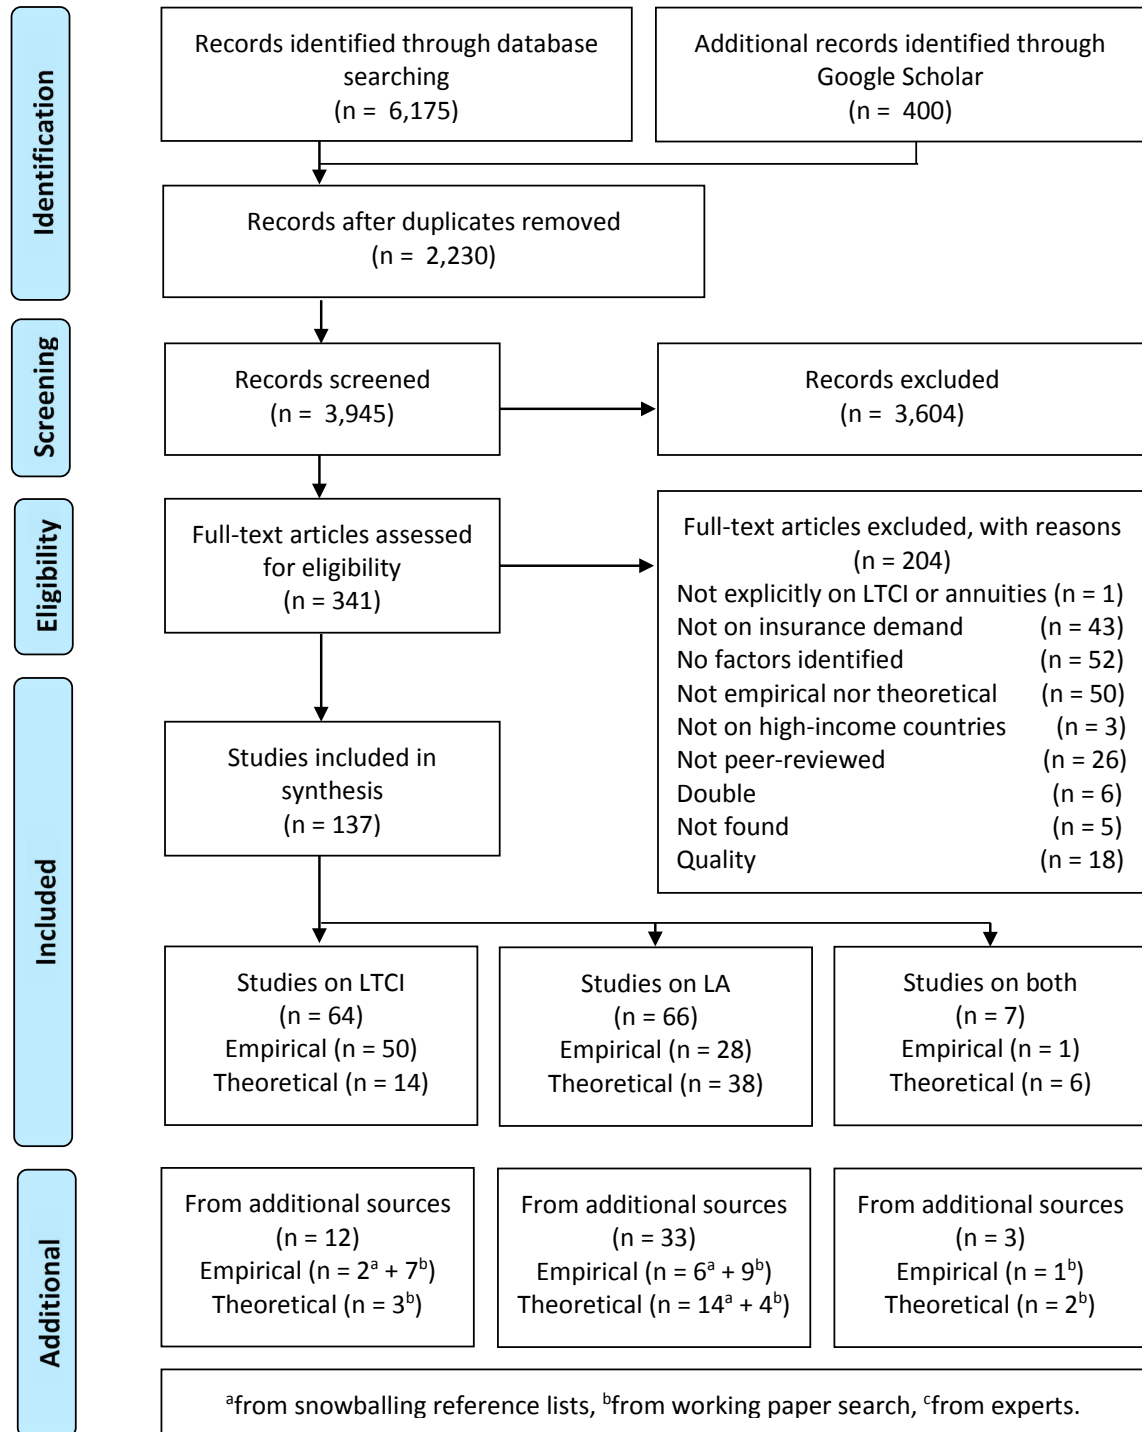 Identification
Records identified through database
searching
(n = 6,175)
Additional records identified through
Google Scholar
(n = 400)
Records after duplicates removed
(n = 2,230)
Screening
Records screened
(n = 3,945)
Records excluded
(n = 3,604)
Eligibility
Full-text articles assessed
for eligibility
(n = 341)
Full-text articles excluded, with reasons
(n = 204)
Not explicitly on LTCI or annuities (n = 1)
Not on insurance demand (n = 43)
No factors identified (n = 52)
Not empirical nor theoretical (n = 50)
Not on high-income countries (n = 3)
Not peer-reviewed (n = 26)
Double (n = 6)
Not found (n = 5)
Quality (n = 18)
Included
Studies included in
synthesis
(n = 137)
Studies on LTCI
(n = 64)
Empirical (n = 50)
Theoretical (n = 14)
Studies on LA
(n = 66)
Empirical (n = 28)
Theoretical (n = 38)
Studies on both
(n = 7)
Empirical (n = 1)
Theoretical (n = 6)
Additional
From additional sources
(n = 12)
Empirical (n = 2ᵃ + 7ᵇ)
Theoretical (n = 3ᵇ)
From additional sources
(n = 33)
Empirical (n = 6ᵃ + 9ᵇ)
Theoretical (n = 14ᵃ + 4ᵇ)
From additional sources
(n = 3)
Empirical (n = 1ᵇ)
Theoretical (n = 2ᵇ)
ᵃfrom snowballing reference lists, ᵇfrom working paper search, ᶜfrom experts.